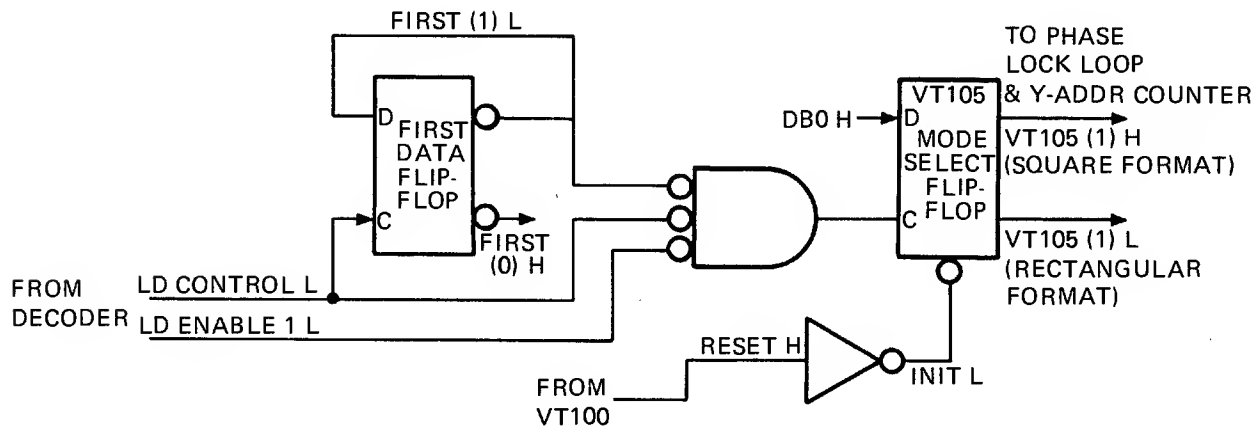 FIRST (1) L
D
FIRST
DATA
FLIP-
FLOP
C
FIRST
(0) H
FROM
DECODER
LD CONTROL L
LD ENABLE 1 L
DB0 H
VT105
D
MODE
SELECT
FLIP-
FLOP
C
TO PHASE
LOCK LOOP
& Y-ADDR COUNTER
VT105 (1) H
(SQUARE FORMAT)
VT105 (1) L
(RECTANGULAR
FORMAT)
RESET H
INIT L
FROM
VT100